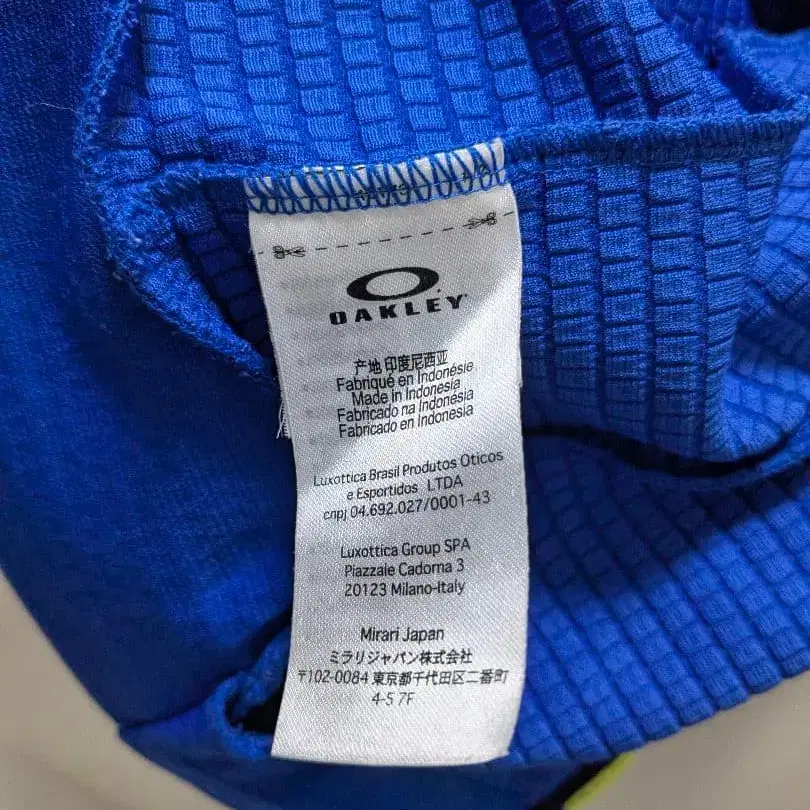 OAKLEY
产地 印度尼西亚
Fabriqué en Indonésie
Made in Indonesia
Fabricado na Indonésia
Fabricado en Indonesia
Luxottica Brasil Produtos Oticos
e Esportidos LTDA
cnpj 04.692.027/0001-43
Luxottica Group SPA
Piazzale Cadorna 3
20123 Milano-Italy
Mirari Japan
ミラリジャパン株式会社
〒102-0084 東京都千代田区二番町
4-5 7F